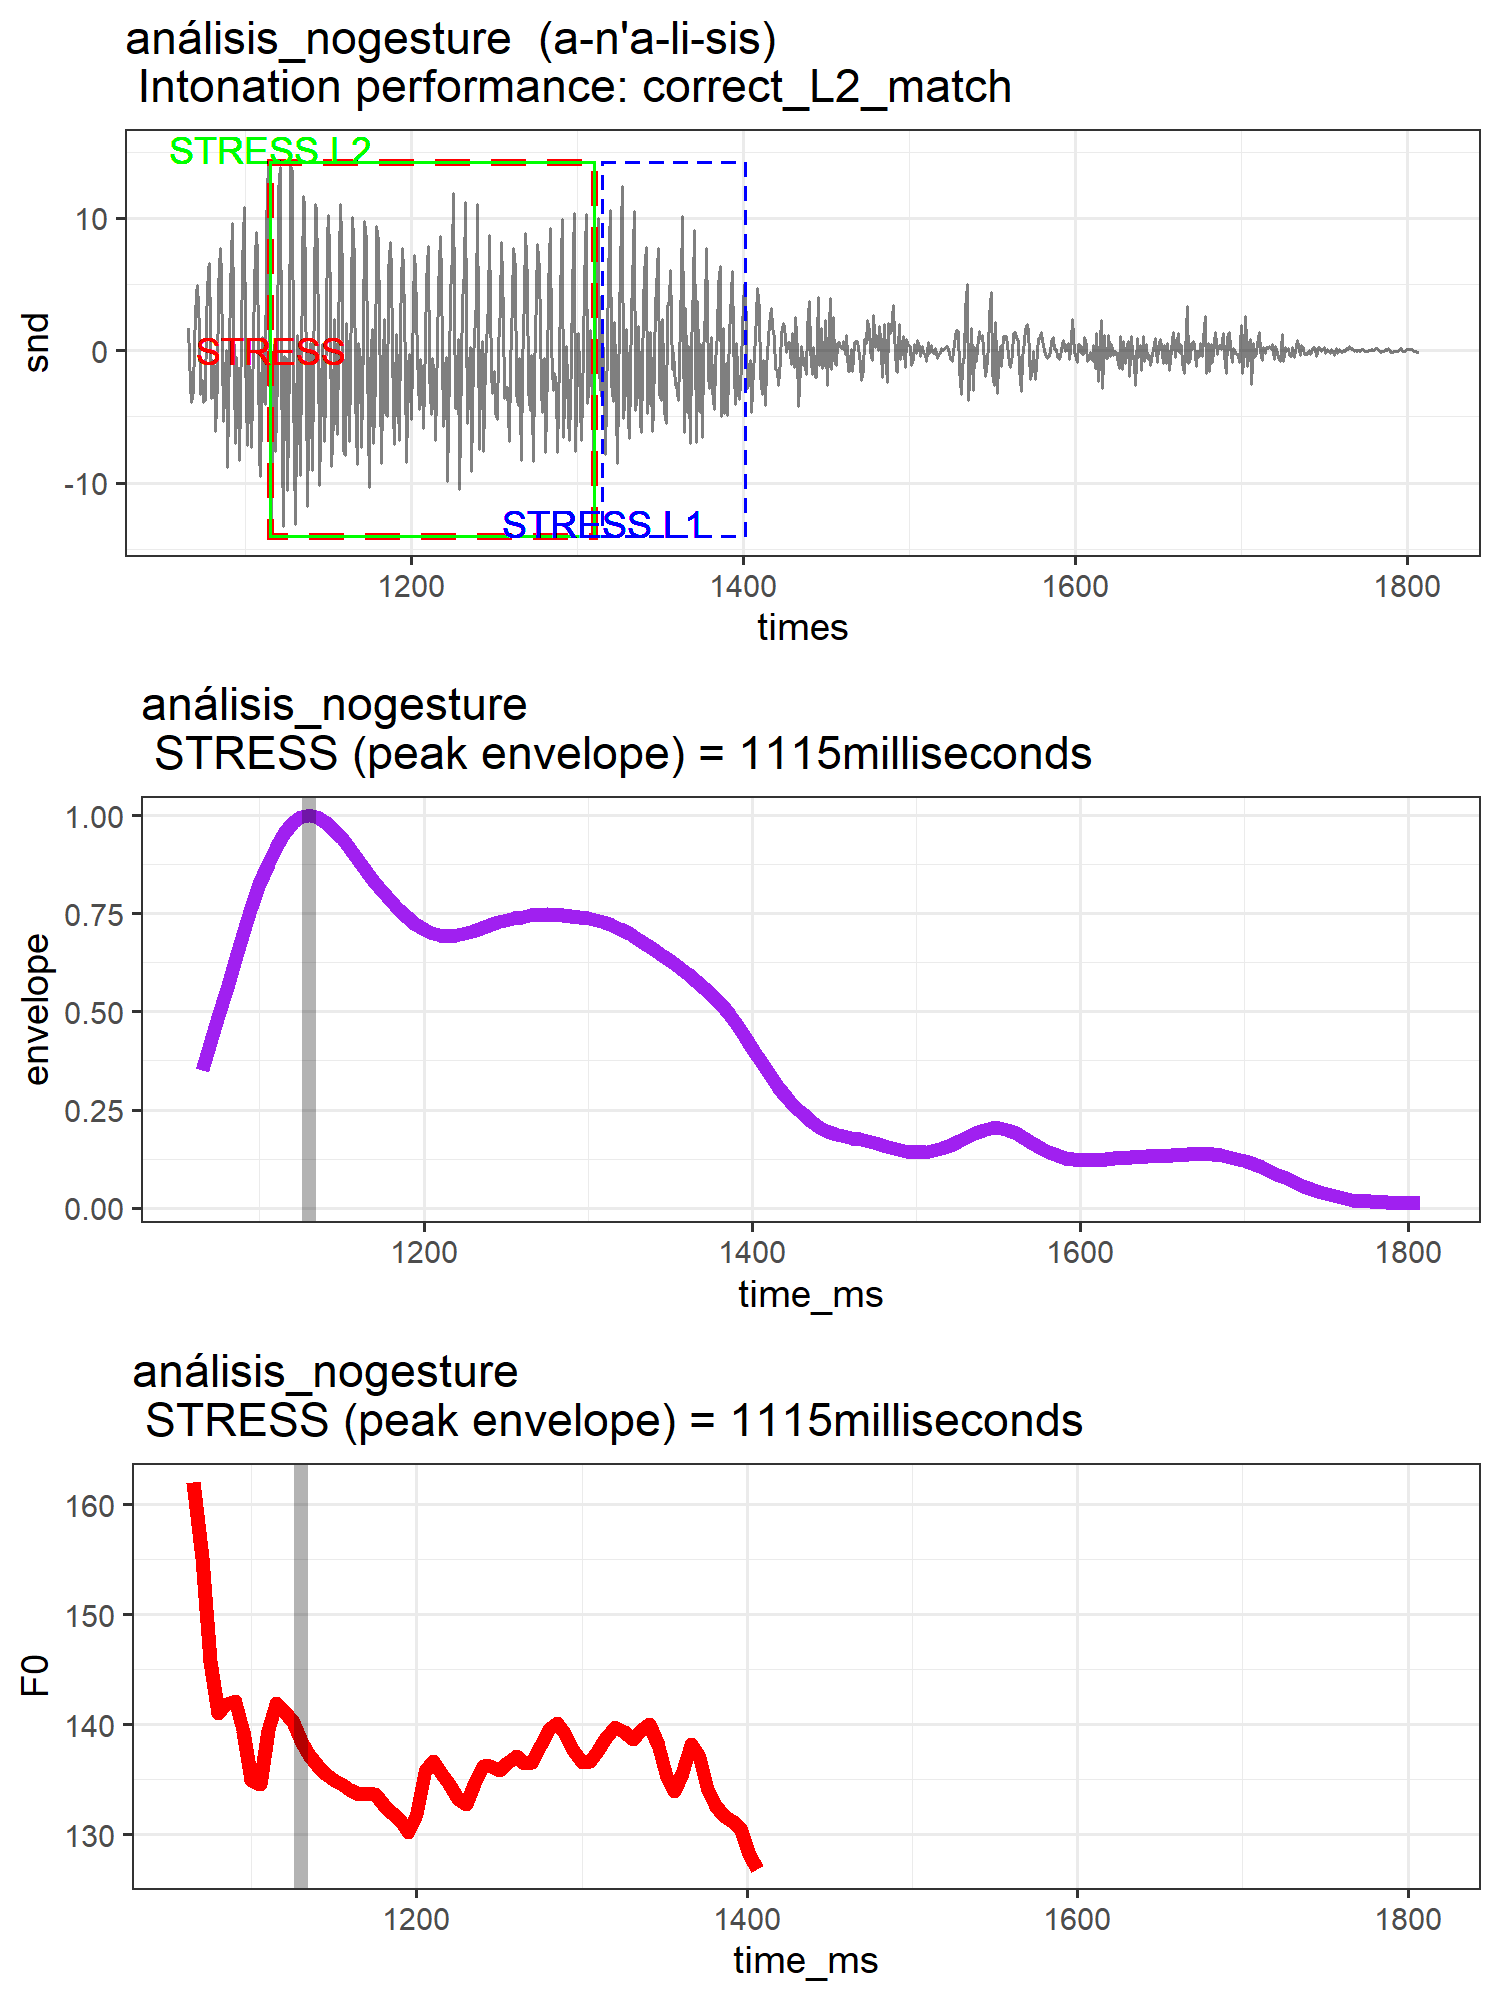 análisis_nogesture  (a-n'a-li-sis)
Intonation performance: correct_L2_match
STRESS L2
STRESS
STRESS L1
10
0
-10
snd
1200 1400 1600 1800
times
análisis_nogesture
STRESS (peak envelope) = 1115milliseconds
1.00
0.75
0.50
0.25
0.00
envelope
1200 1400 1600 1800
time_ms
análisis_nogesture
STRESS (peak envelope) = 1115milliseconds
160
150
140
130
F0
1200 1400 1600 1800
time_ms